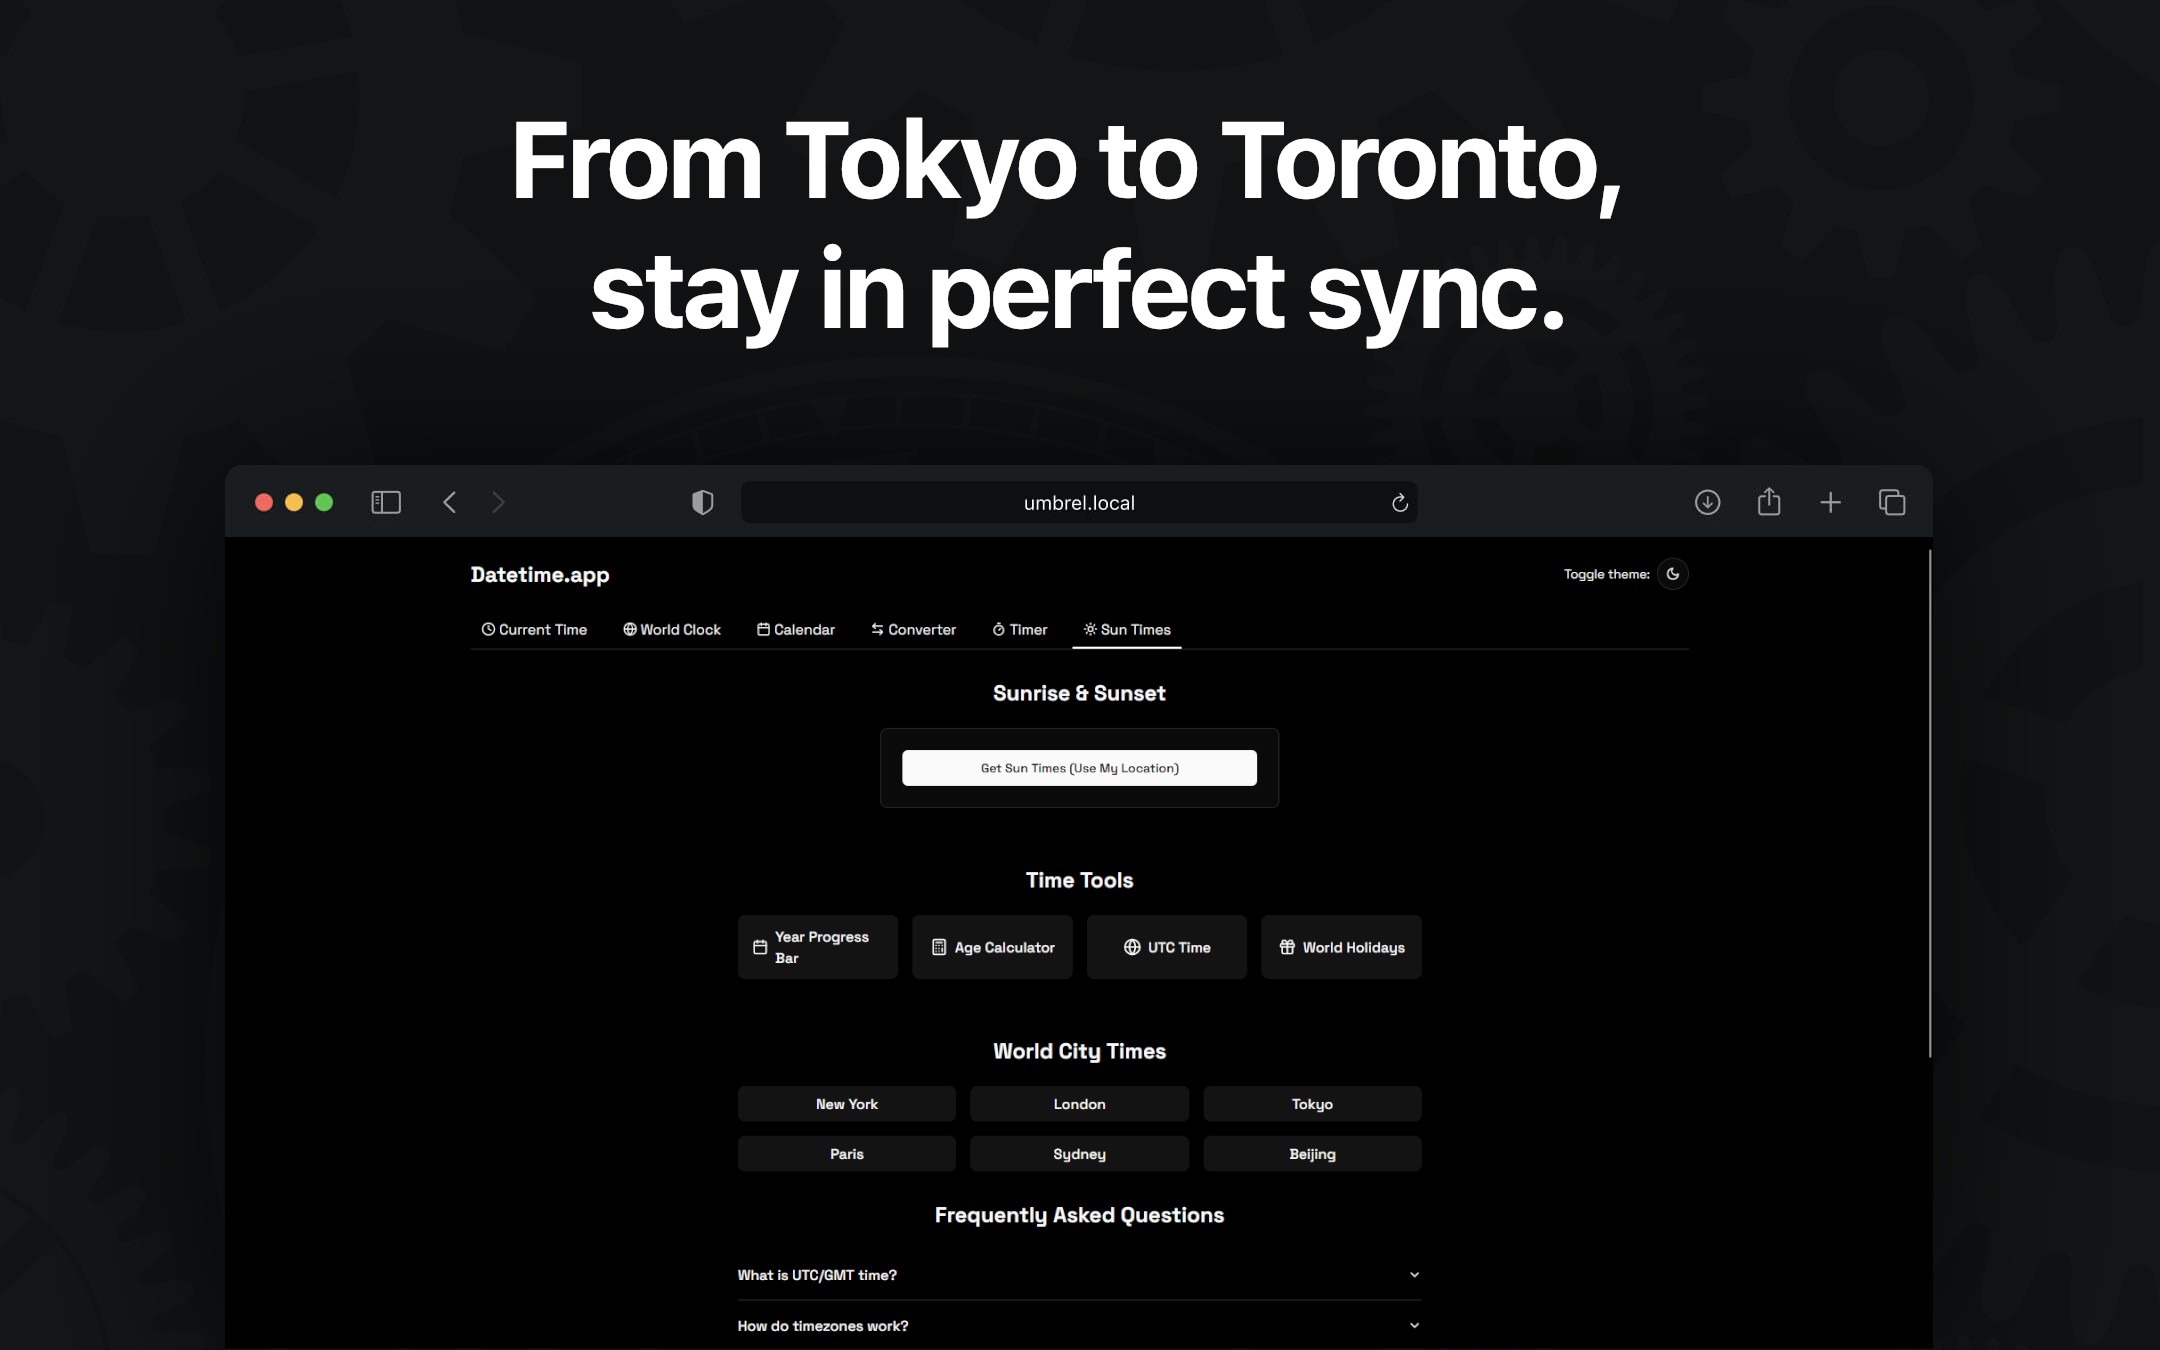 From Tokyo to Toronto,
stay in perfect sync.
umbrel.local
Datetime.app
Toggle theme:
Current Time World Clock Calendar Converter Timer Sun Times
Sunrise & Sunset
Get Sun Times (Use My Location)
Time Tools
Year Progress
Bar
Age Calculator
UTC Time
World Holidays
World City Times
New York London Tokyo
Paris Sydney Beijing
Frequently Asked Questions
What is UTC/GMT time?
How do timezones work?